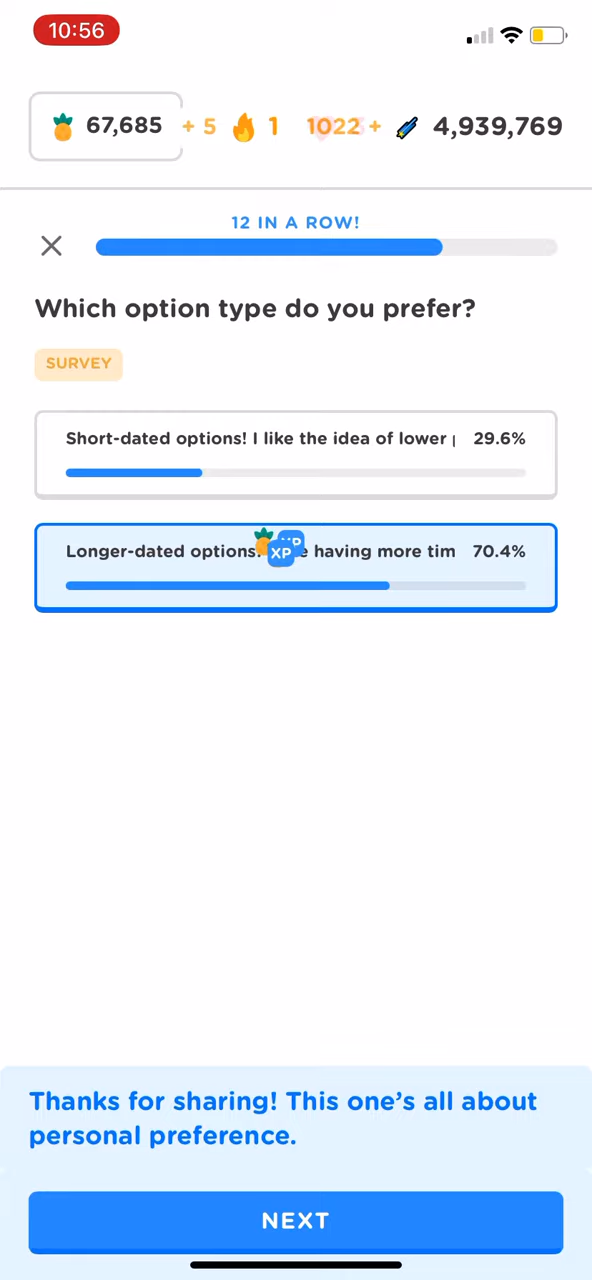 10:56
67,685 + 5 1 1022 + 4,939,769
12 IN A ROW!
Which option type do you prefer?
SURVEY
Short-dated options! I like the idea of lower 29.6%
Longer-dated options having more tim 70.4%
XP
Thanks for sharing! This one's all about
personal preference.
NEXT